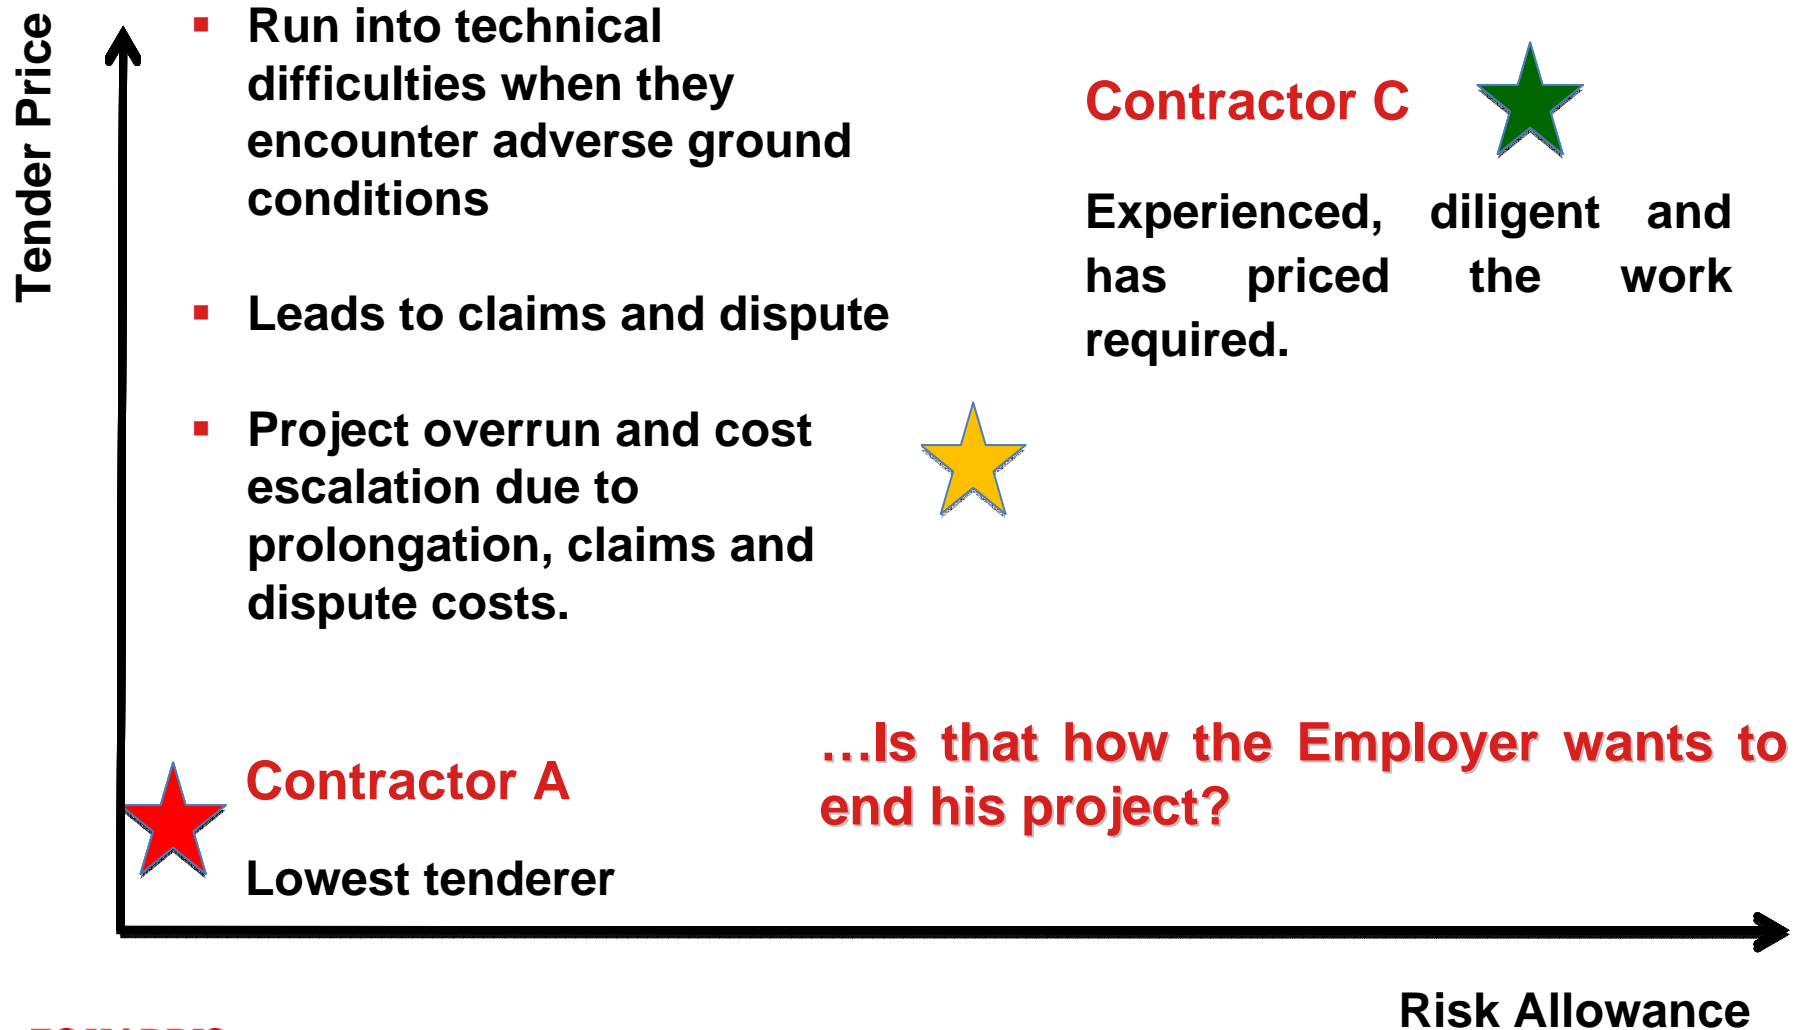 Tender Price
▪ Run into technical
difficulties when they
encounter adverse ground
conditions
▪ Leads to claims and dispute
▪ Project overrun and cost
escalation due to
prolongation, claims and
dispute costs.
Contractor C
Experienced, diligent and
has priced the work
required.
Contractor A
Lowest tenderer
…Is that how the Employer wants to
end his project?
Risk Allowance